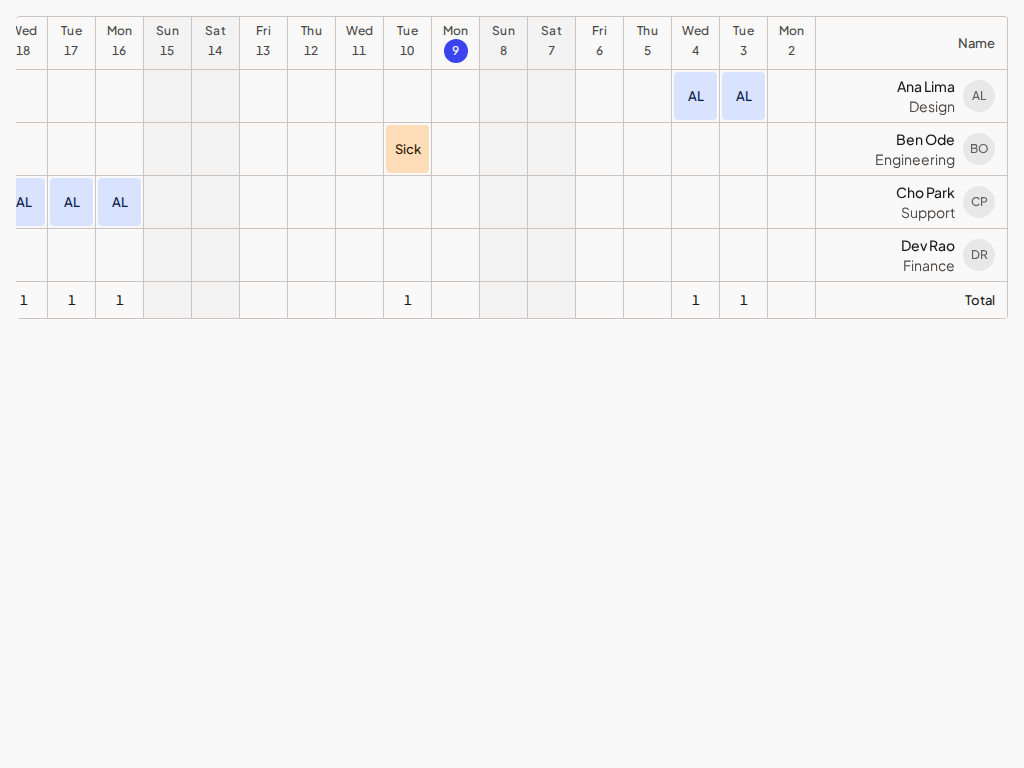 Name
Mon
2
Tue
3
Wed
4
Thu
5
Fri
6
Sat
7
Sun
8
Mon
9
Tue
10
Wed
11
Thu
12
Fri
13
Sat
14
Sun
15
Mon
16
Tue
17
Wed
18
AL
Ana Lima
Design
AL
AL
BO
Ben Ode
Engineering
Sick
CP
Cho Park
Support
AL
AL
AL
DR
Dev Rao
Finance
Total
1
1
1
1
1
1